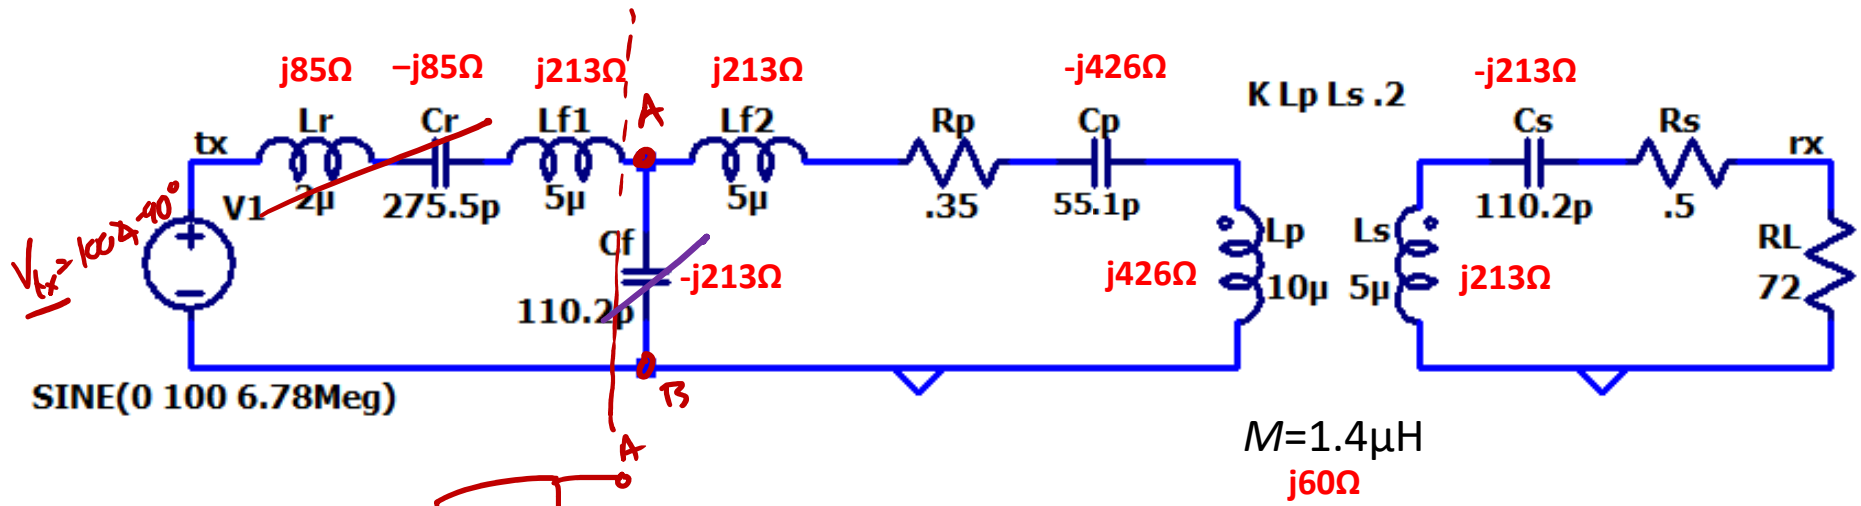 j85Ω −j85Ω j213Ω j213Ω -j426Ω -j213Ω
K Lp Ls .2
A
tx Lr Cr Lf1 Lf2 Rp Cp Cs Rs rx
V1 2µ 275.5p 5µ 5µ .35 55.1p 110.2p .5
Vtx=100∡-90°
Cf Lp Ls RL
-j213Ω j426Ω 10µ 5µ j213Ω 72
110.2p
SINE(0 100 6.78Meg)
B
M=1.4µH
A
j60Ω